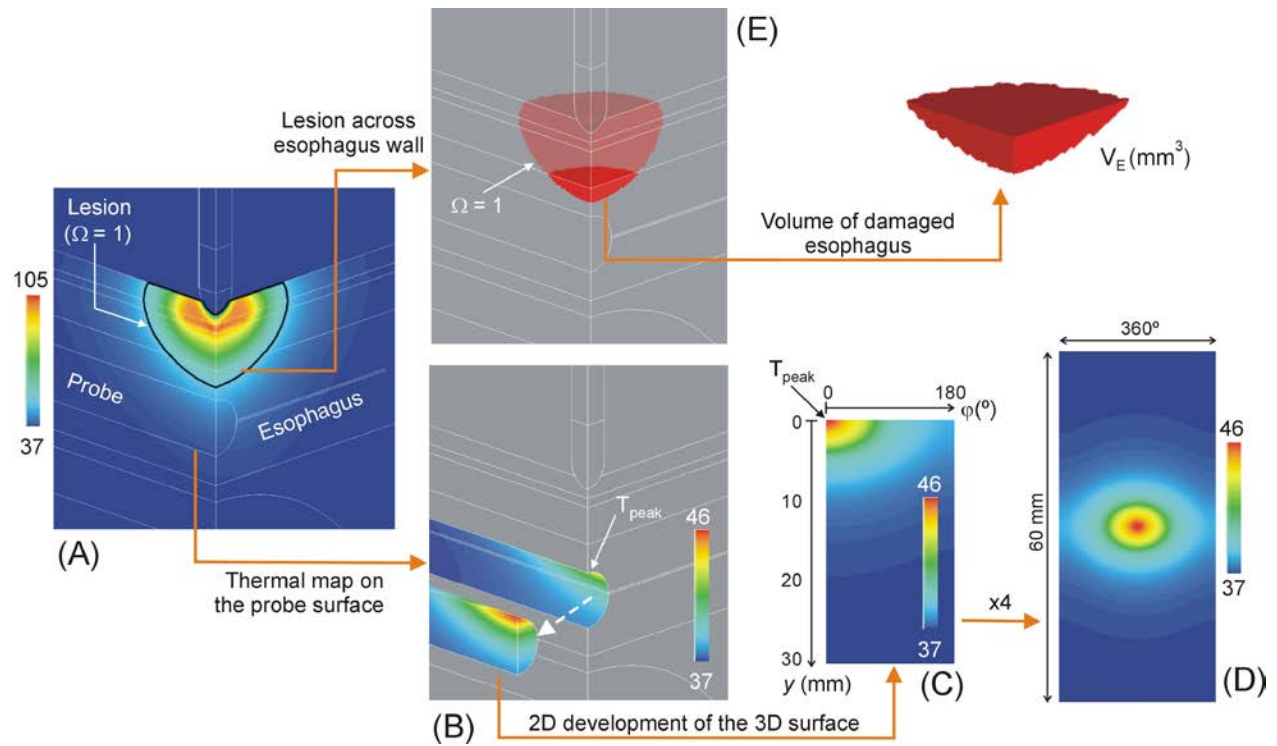 (E)
Lesion across
esophagus wall
Ω = 1
V_E (mm³)
Volume of damaged
esophagus
Lesion
(Ω = 1)
105
37
Probe
Esophagus
(A)
Thermal map on
the probe surface
T_peak
46
37
(B)
2D development of the 3D surface
T_peak
0
180
φ(º)
0
10
20
30
y (mm)
46
37
(C)
x4
360º
60 mm
46
37
(D)